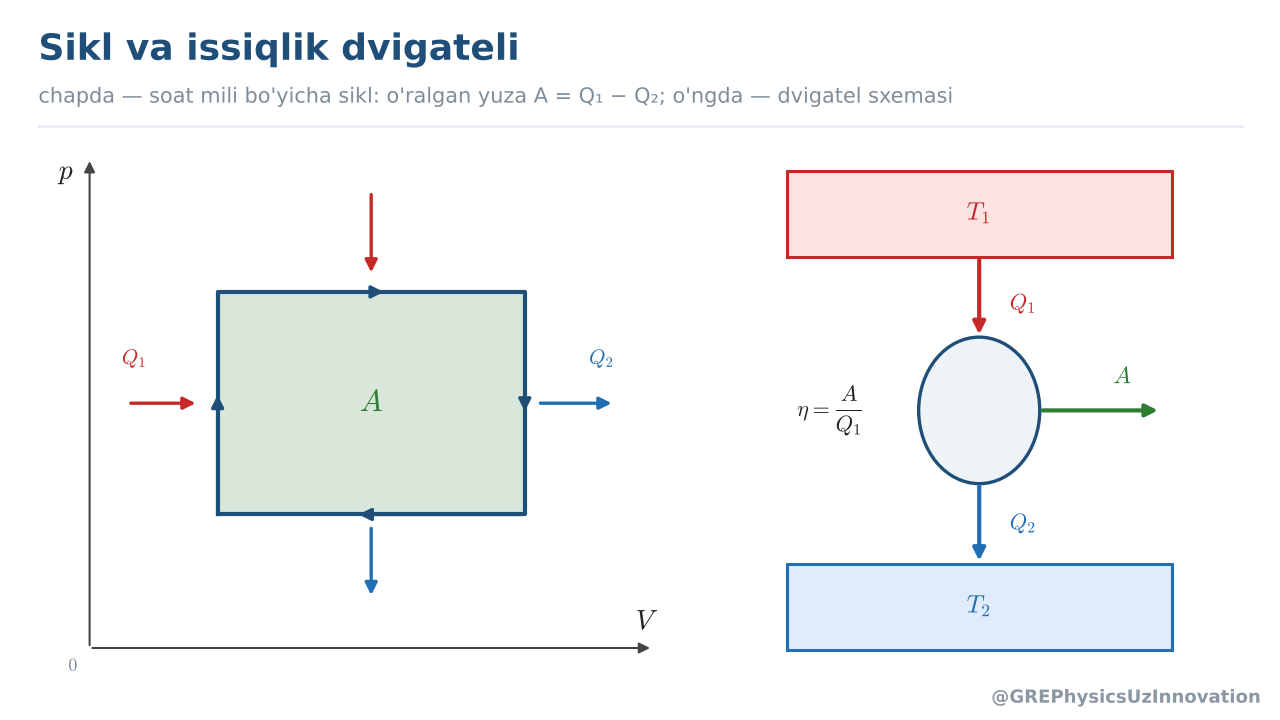 Sikl va issiqlik dvigateli
chapda — soat mili bo'yicha sikl: o'ralgan yuza A = Q₁ − Q₂; o'ngda — dvigatel sxemasi
p
Q₁
A
Q₂
V
0
T₁
Q₁
η = A/Q₁
A
Q₂
T₂
@GREPhysicsUzInnovation